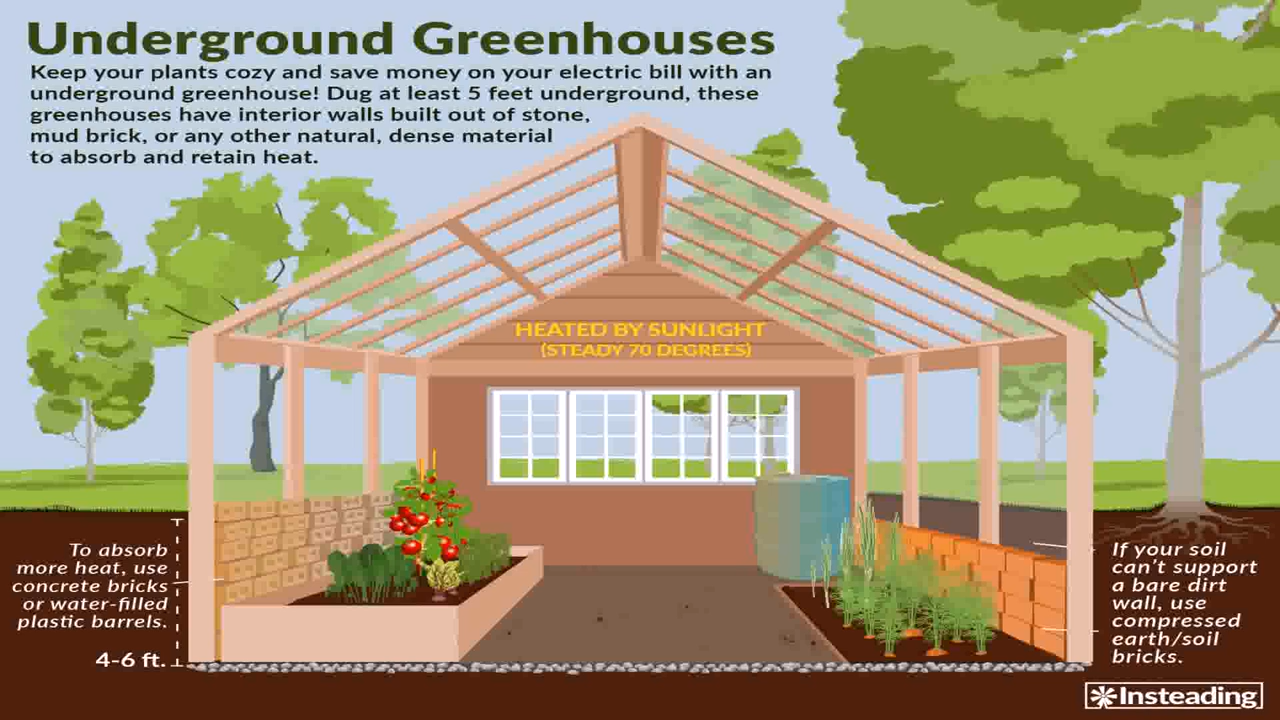 Underground Greenhouses
Keep your plants cozy and save money on your electric bill with an
underground greenhouse! Dug at least 5 feet underground, these
greenhouses have interior walls built out of stone,
mud brick, or any other natural, dense material
to absorb and retain heat.
HEATED BY SUNLIGHT
(STEADY 70 DEGREES)
To absorb
more heat, use
concrete bricks
or water-filled
plastic barrels.
4-6 ft.
If your soil
can't support
a bare dirt
wall, use
compressed
earth/soil
bricks.
Insteading